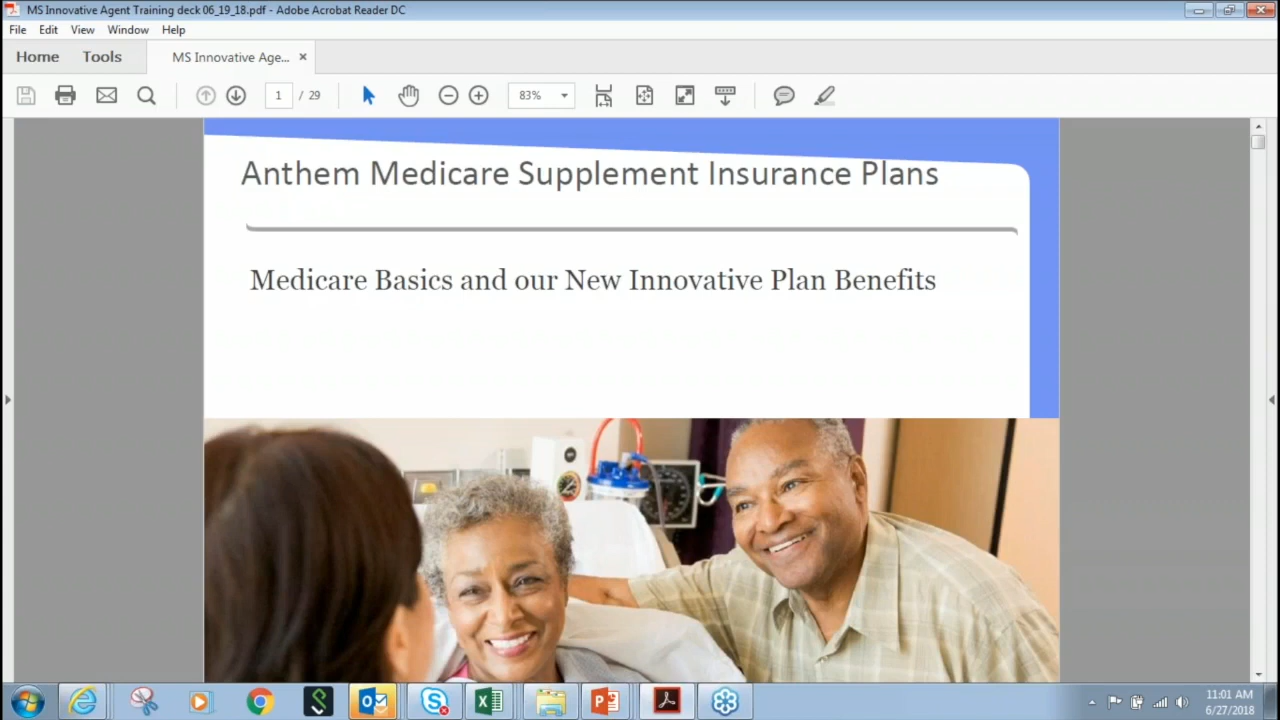 MS Innovative Agent Training deck 06_19_18.pdf - Adobe Acrobat Reader DC
File Edit View Window Help
Home Tools MS Innovative Age... ×
1 / 29 83%
Anthem Medicare Supplement Insurance Plans
Medicare Basics and our New Innovative Plan Benefits
11:01 AM
6/27/2018